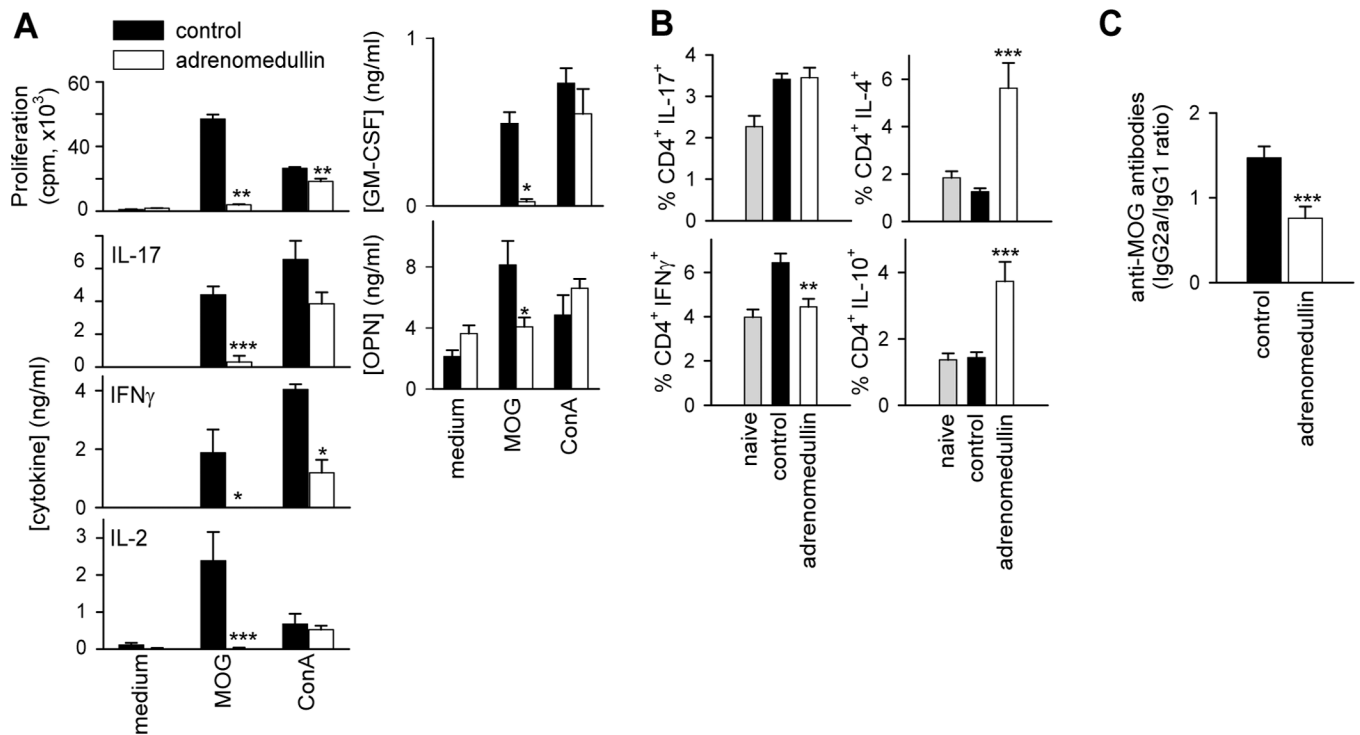 A
control
adrenomedullin
Proliferation
(cpm, x10³)
60
40
20
0
**
**
[cytokine] (ng/ml)
IL-17
6
4
2
0
***
IFNγ
4
2
0
*
*
IL-2
3
2
1
0
***
medium
MOG
ConA
[GM-CSF] (ng/ml)
1
0
*
[OPN] (ng/ml)
8
4
0
*
medium
MOG
ConA
B
% CD4⁺ IL-17⁺
4
3
2
1
0
% CD4⁺ IL-4⁺
6
4
2
0
***
% CD4⁺ IFNγ⁺
6
4
2
0
**
naive
control
adrenomedullin
% CD4⁺ IL-10⁺
6
4
2
0
***
naive
control
adrenomedullin
C
anti-MOG antibodies
(IgG2a/IgG1 ratio)
2
1
0
***
control
adrenomedullin